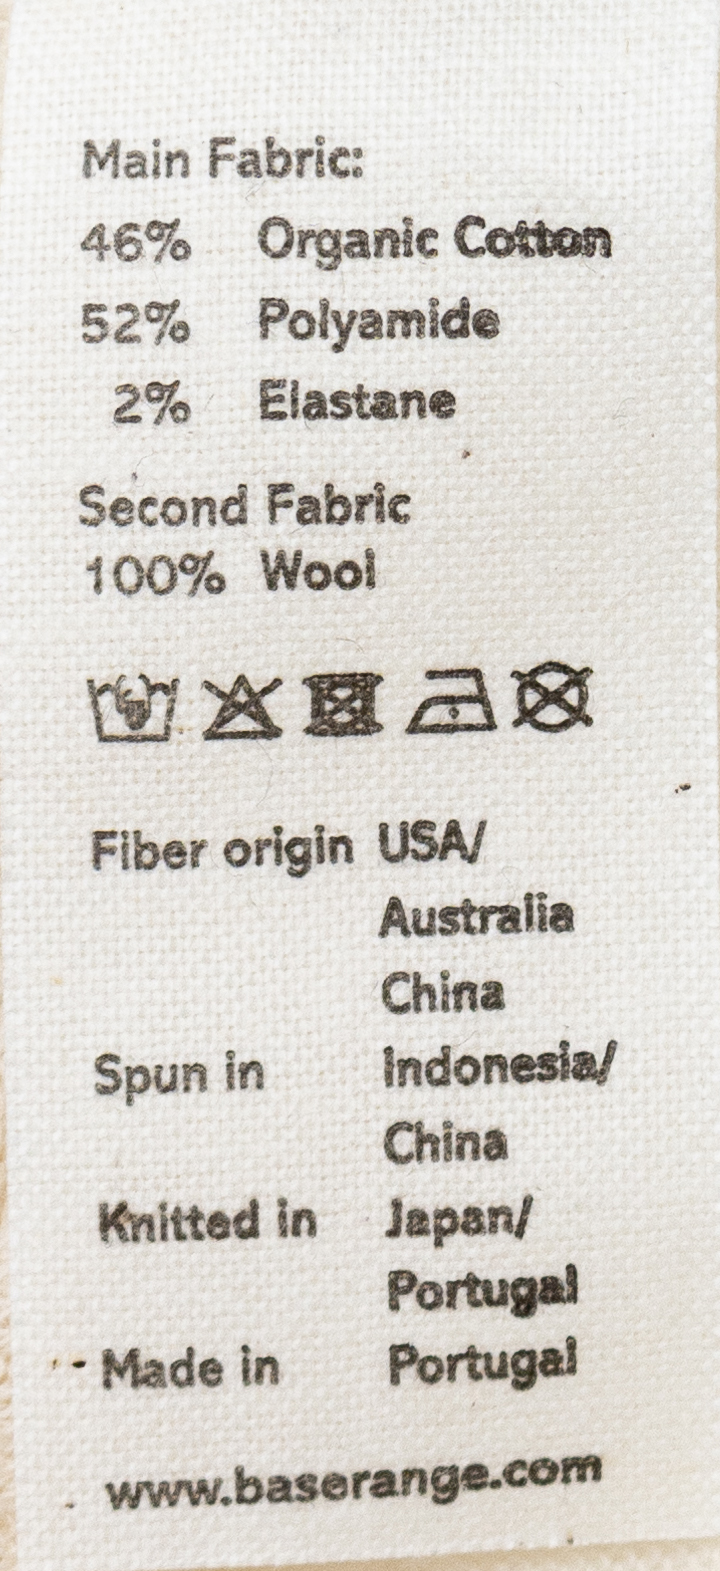 Main Fabric:
46% Organic Cotton
52% Polyamide
2% Elastane
Second Fabric
100% Wool
Fiber origin USA/
Australia
China
Spun in Indonesia/
China
Knitted in Japan/
Portugal
Made in Portugal
www.baserange.com